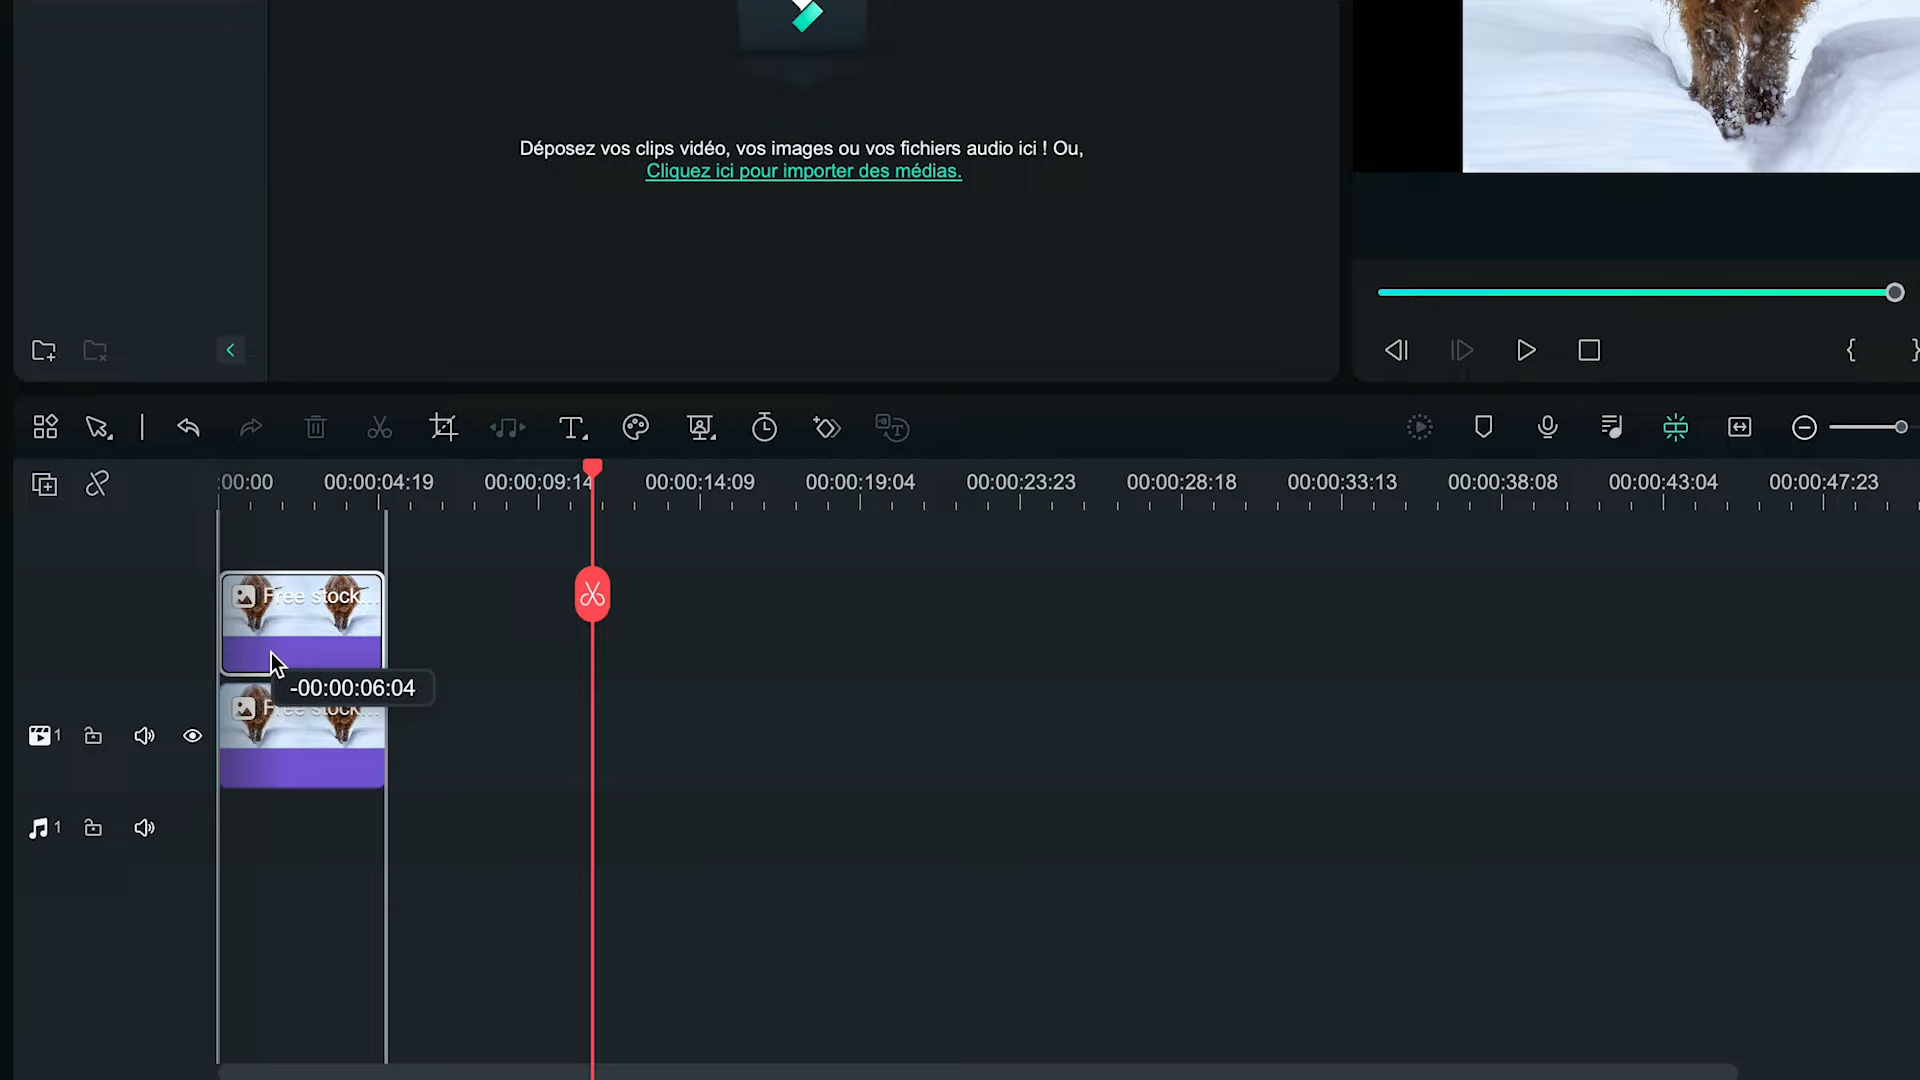 Déposez vos clips vidéo, vos images ou vos fichiers audio ici ! Ou,
Cliquez ici pour importer des médias.
:00:00 00:00:04:19 00:00:09:14 00:00:14:09 00:00:19:04 00:00:23:23 00:00:28:18 00:00:33:13 00:00:38:08 00:00:43:04 00:00:47:23
Free stock...
-00:00:06:04
Free stock...
1
1